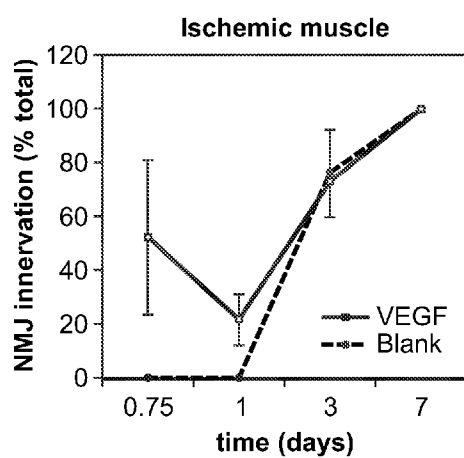 Ischemic muscle
NMJ innervation (% total)
120
100
80
60
40
20
0
VEGF
Blank
0.75 1 3 7
time (days)